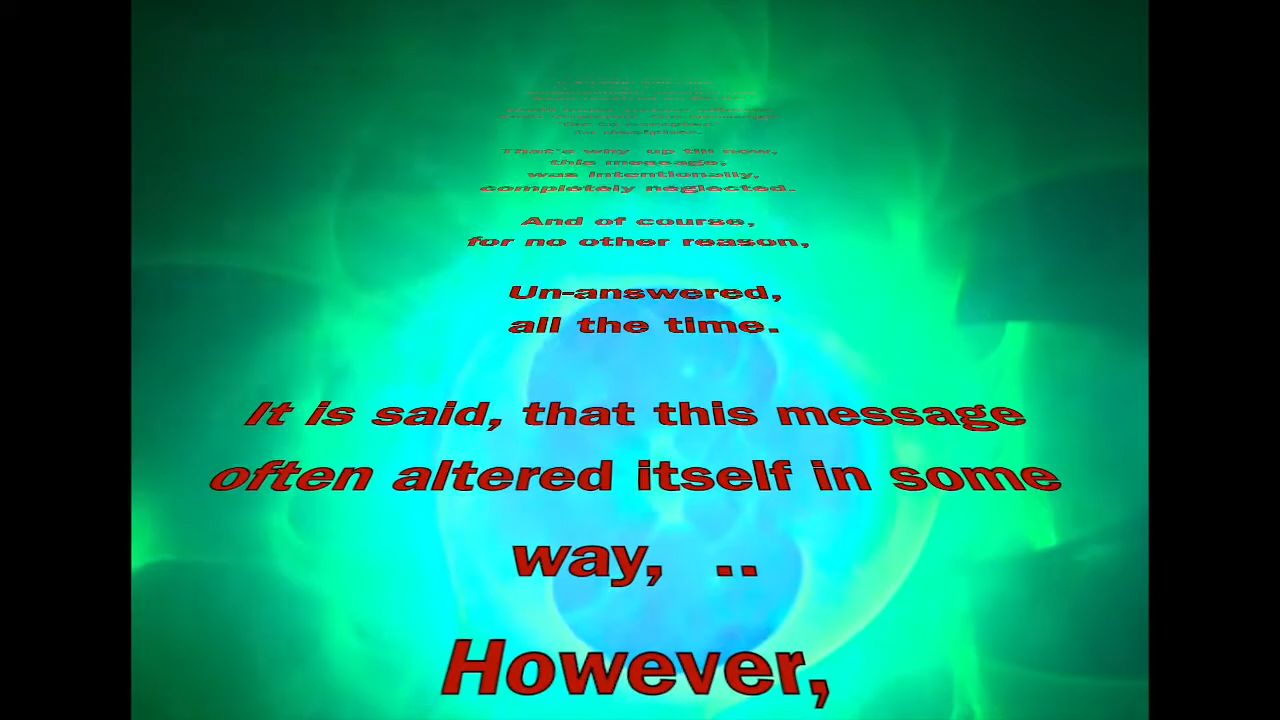 That's why up till now,
this message,
was intentionally,
completely neglected.
And of course,
for no other reason,
Un-answered,
all the time.
It is said, that this message
often altered itself in some
way, ..
However,